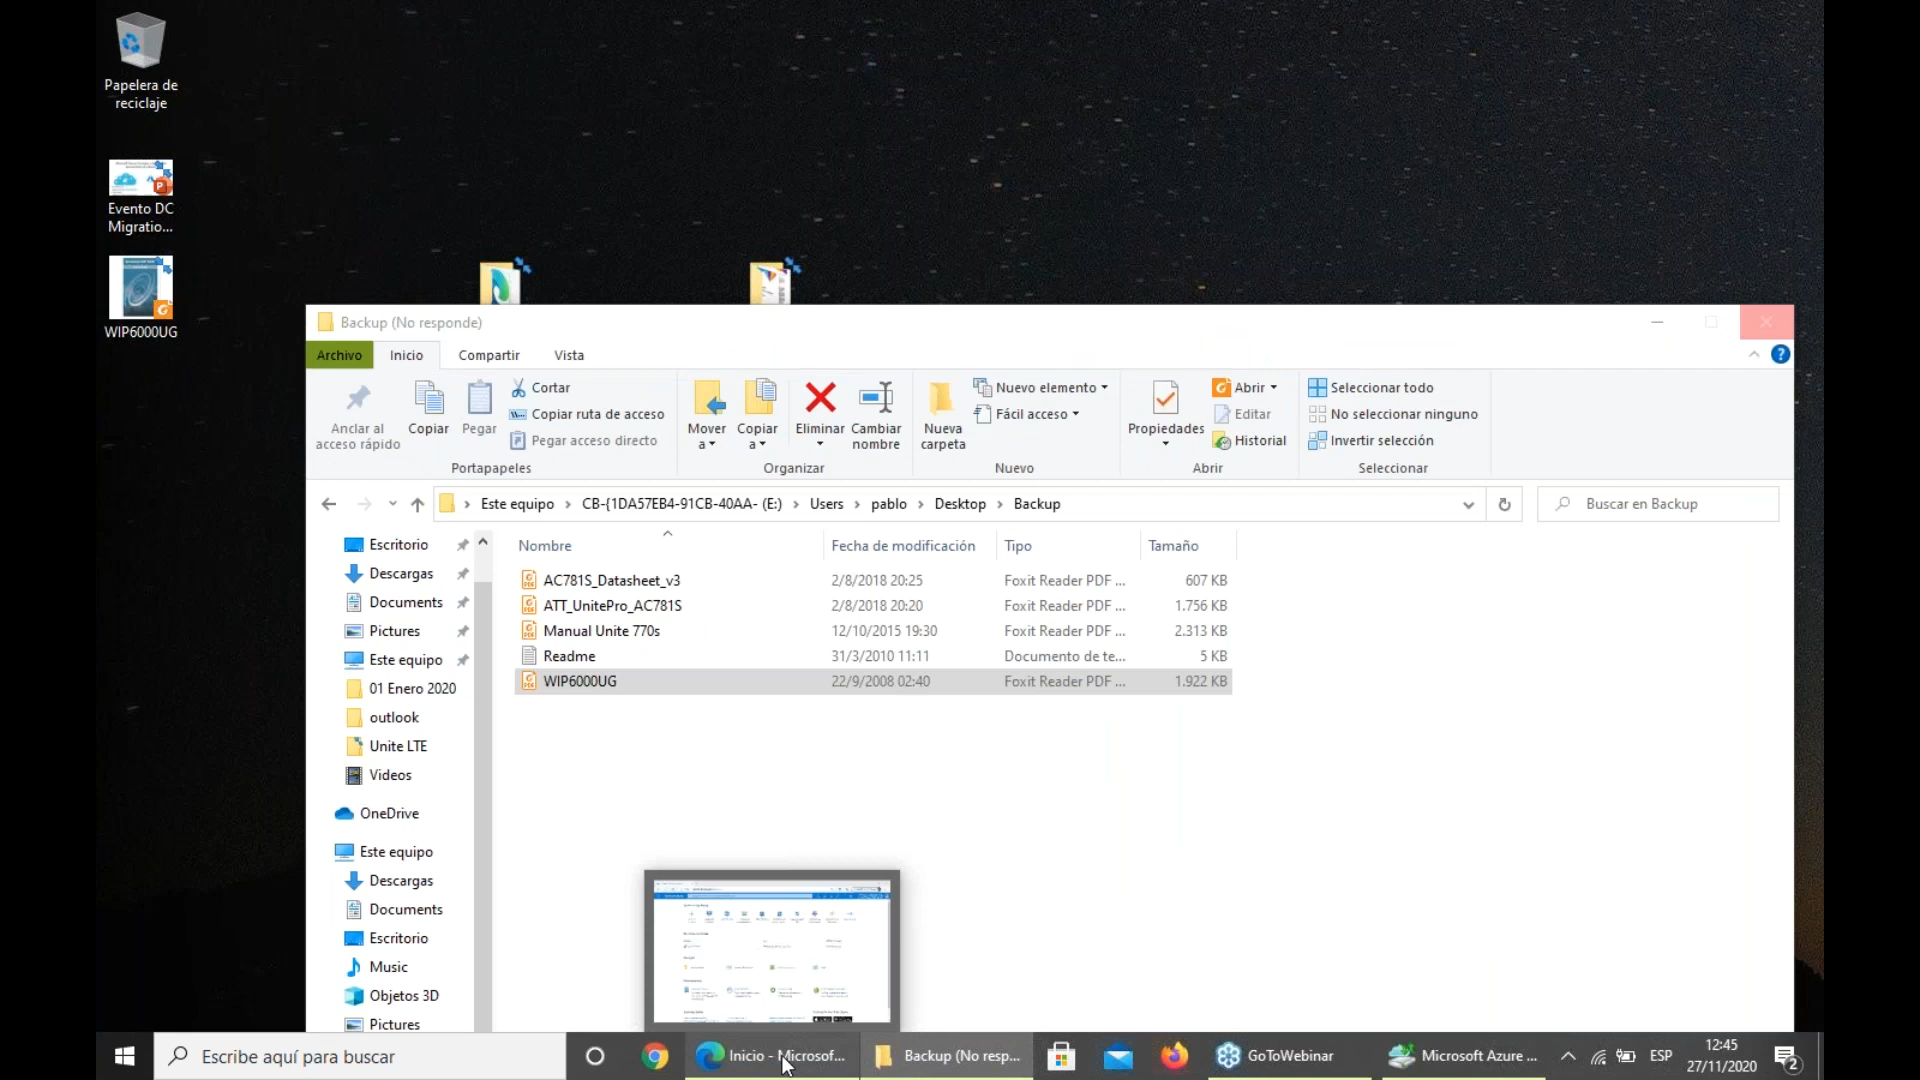 Papelera de
reciclaje
Evento DC
Migratio...
WIP6000UG
Backup (No responde)
Archivo
Inicio
Compartir
Vista
Anclar al
acceso rápido
Copiar
Pegar
Cortar
Copiar ruta de acceso
Pegar acceso directo
Portapapeles
Mover
a
Copiar
a
Eliminar
Cambiar
nombre
Organizar
Nueva
carpeta
Nuevo elemento
Fácil acceso
Nuevo
Propiedades
Abrir
Editar
Historial
Abrir
Seleccionar todo
No seleccionar ninguno
Invertir selección
Seleccionar
Este equipo > CB-{1DA57EB4-91CB-40AA- (E:) > Users > pablo > Desktop > Backup
Buscar en Backup
Escritorio
Descargas
Documents
Pictures
Este equipo
01 Enero 2020
outlook
Unite LTE
Videos
OneDrive
Este equipo
Descargas
Documents
Escritorio
Music
Objetos 3D
Pictures
Nombre Fecha de modificación Tipo Tamaño
AC781S_Datasheet_v3 2/8/2018 20:25 Foxit Reader PDF ... 607 KB
ATT_UnitePro_AC781S 2/8/2018 20:20 Foxit Reader PDF ... 1.756 KB
Manual Unite 770s 12/10/2015 19:30 Foxit Reader PDF ... 2.313 KB
Readme 31/3/2010 11:11 Documento de te... 5 KB
WIP6000UG 22/9/2008 02:40 Foxit Reader PDF ... 1.922 KB
Escribe aquí para buscar
Inicio - Microsof...
Backup (No resp...
GoToWebinar
Microsoft Azure ...
ESP
12:45
27/11/2020
2